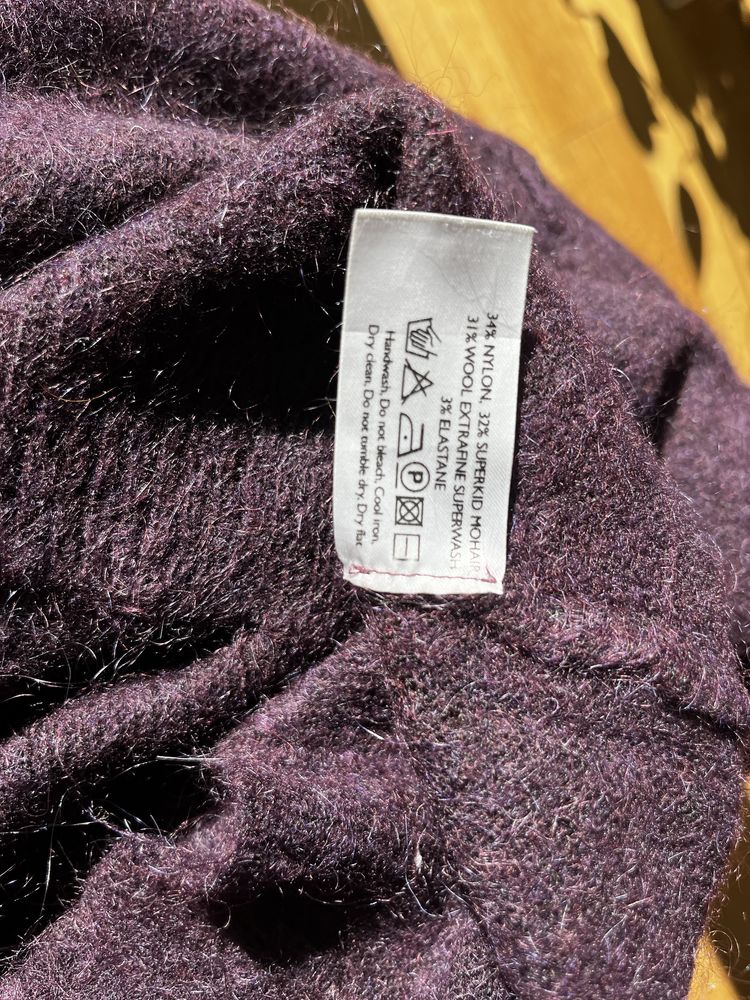 34% NYLON. 32% SUPERKID MOHAIR
31% WOOL EXTRAFINE SUPERWASH
3% ELASTANE
P
Handwash. Do not bleach. Cool iron.
Dry clean. Do not tumble dry. Dry flat